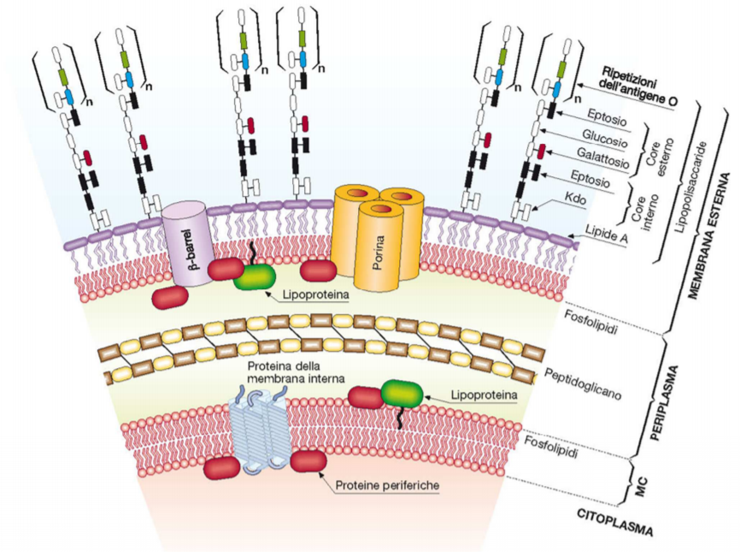 n
n
n
n
n
n
Ripetizioni
dell'antigene O
Eptosio
Glucosio
Galattosio
Eptosio
Kdo
Lipide A
Core
esterno
Core
interno
Lipopolisaccaride
MEMBRANA ESTERNA
β-barrel
Porina
Lipoproteina
Fosfolipidi
Proteina della
membrana interna
Peptidoglicano
Lipoproteina
PERIPLASMA
Fosfolipidi
Proteine periferiche
MC
CITOPLASMA